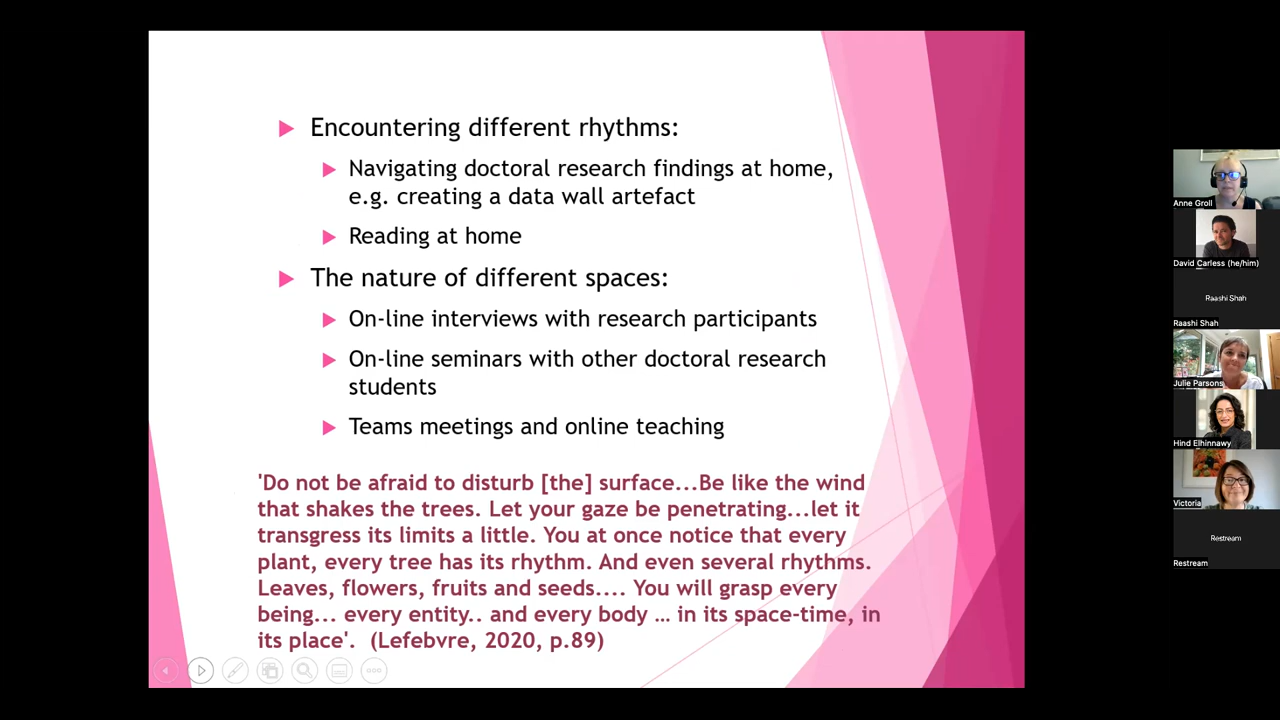 Encountering different rhythms:
Navigating doctoral research findings at home,
e.g. creating a data wall artefact
Reading at home
The nature of different spaces:
On-line interviews with research participants
On-line seminars with other doctoral research
students
Teams meetings and online teaching
'Do not be afraid to disturb [the] surface...Be like the wind
that shakes the trees. Let your gaze be penetrating...let it
transgress its limits a little. You at once notice that every
plant, every tree has its rhythm. And even several rhythms.
Leaves, flowers, fruits and seeds.... You will grasp every
being... every entity.. and every body … in its space-time, in
its place'.  (Lefebvre, 2020, p.89)
Anne Groll
David Carless (he/him)
Raashi Shah
Raashi Shah
Julie Parsons
Hind Elhinnawy
Victoria
Restream
Restream